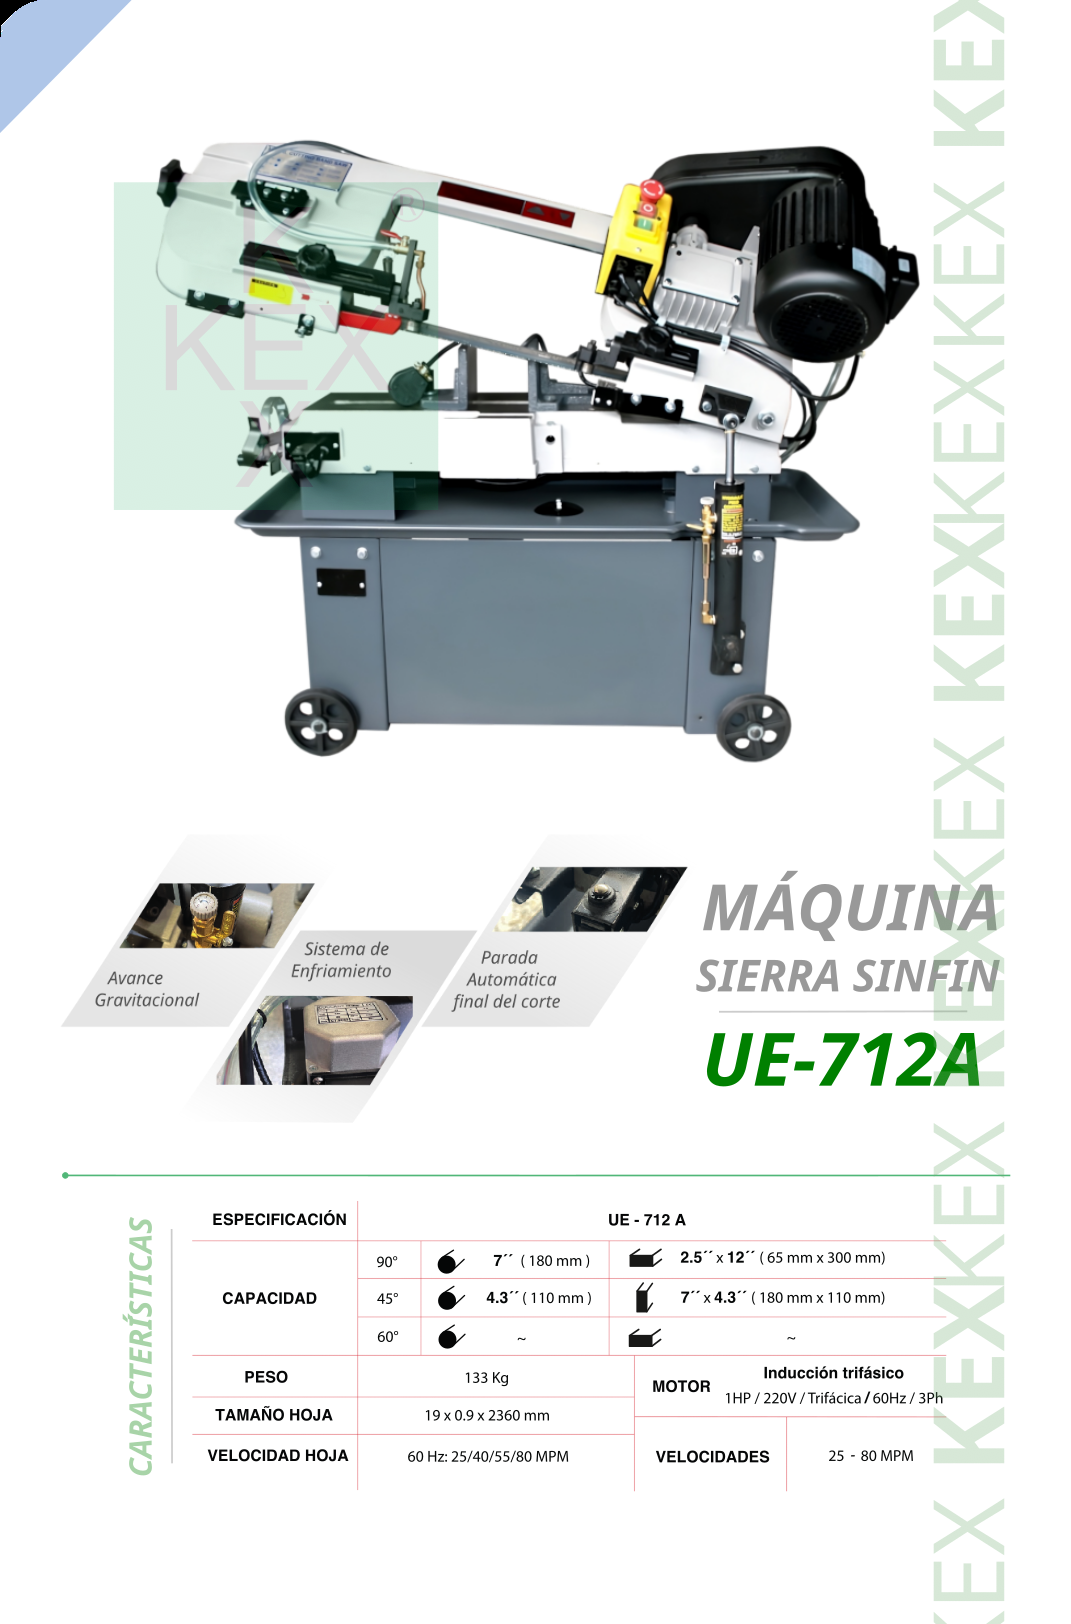 K
KEX
X
®
KEX KEX KEX KEX KEX KEX KEX KEX KEX KEX
Avance
Gravitacional
Sistema de
Enfriamiento
Parada
Automática
final del corte
MÁQUINA
SIERRA SINFIN
UE-712A
CARACTERÍSTICAS
ESPECIFICACIÓN UE - 712 A
CAPACIDAD
90° 7´´ ( 180 mm ) 2.5´´ x 12´´ ( 65 mm x 300 mm)
45° 4.3´´ ( 110 mm ) 7´´ x 4.3´´ ( 180 mm x 110 mm)
60° ~ ~
PESO 133 Kg
MOTOR Inducción trifásico
1HP / 220V / Trifácica / 60Hz / 3Ph
TAMAÑO HOJA 19 x 0.9 x 2360 mm
VELOCIDAD HOJA 60 Hz: 25/40/55/80 MPM
VELOCIDADES 25 - 80 MPM